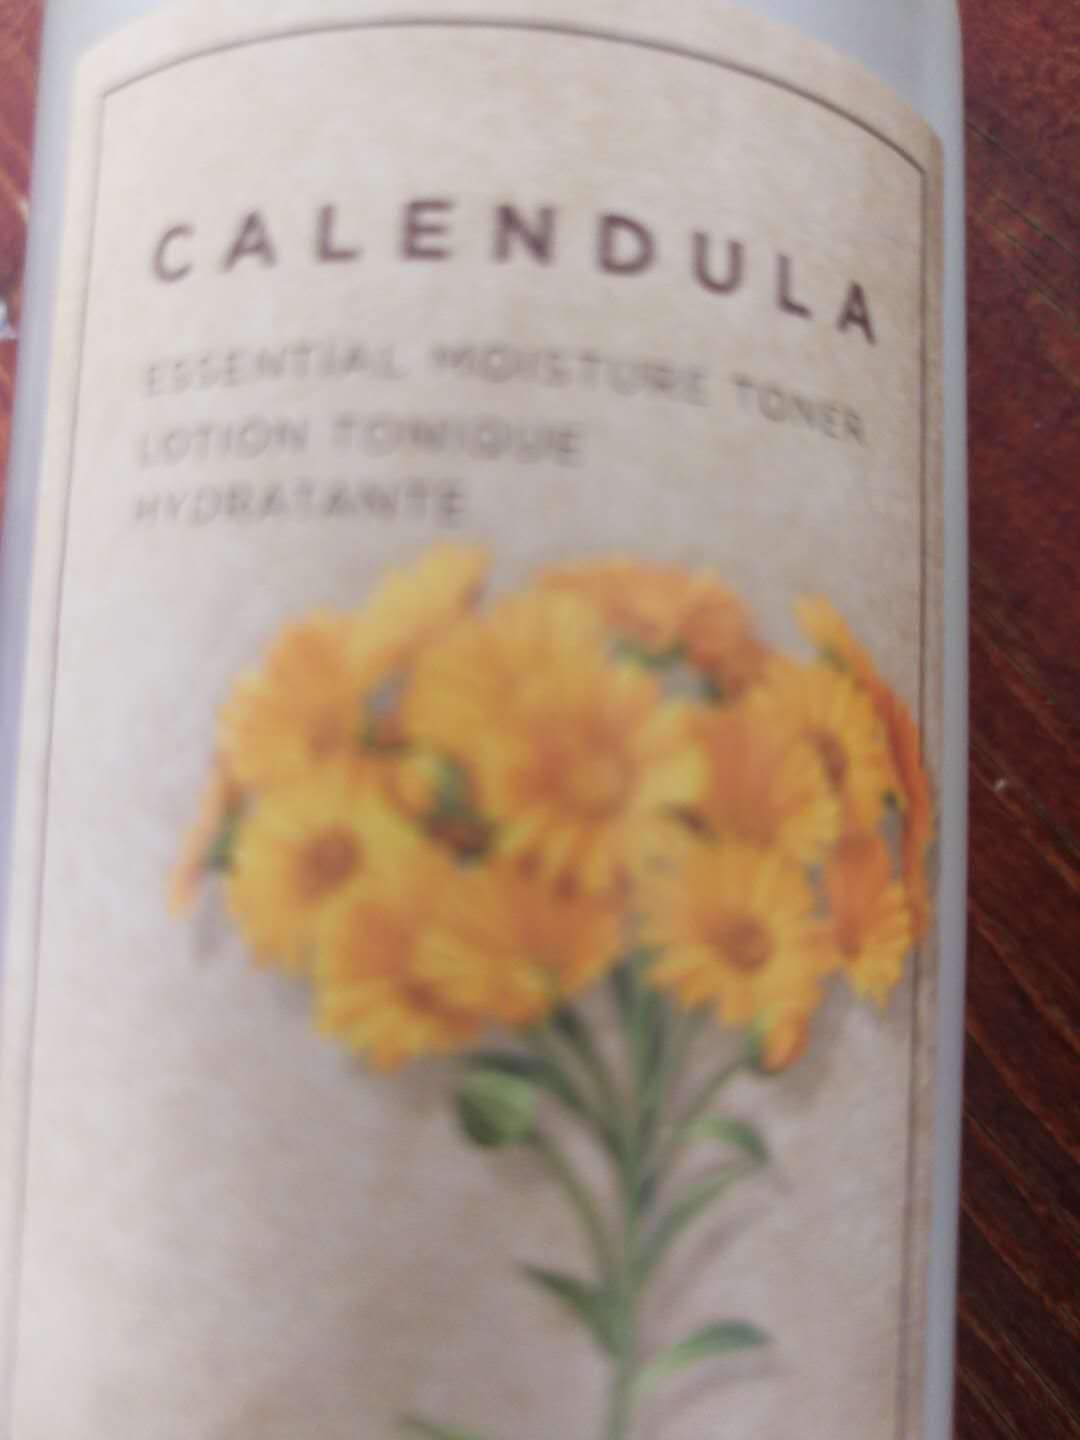 CALENDULA
ESSENTIAL MOISTURE TONER
LOTION TONIQUE
HYDRATANTE